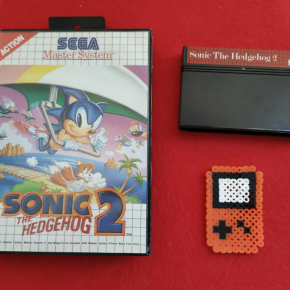 ACTION
SEGA
Master System
SONIC
THE
HEDGEHOG 2
Sonic The Hedgehog 2